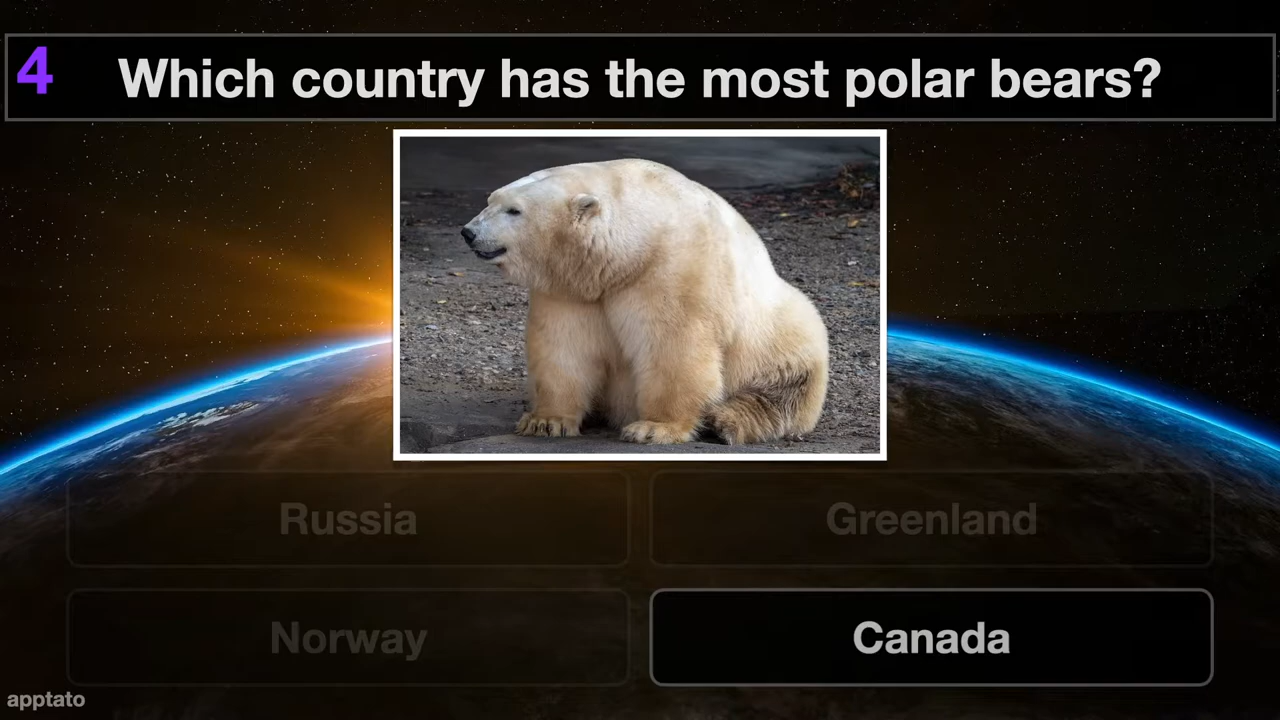 4
Which country has the most polar bears?
Russia
Greenland
Norway
Canada
apptato